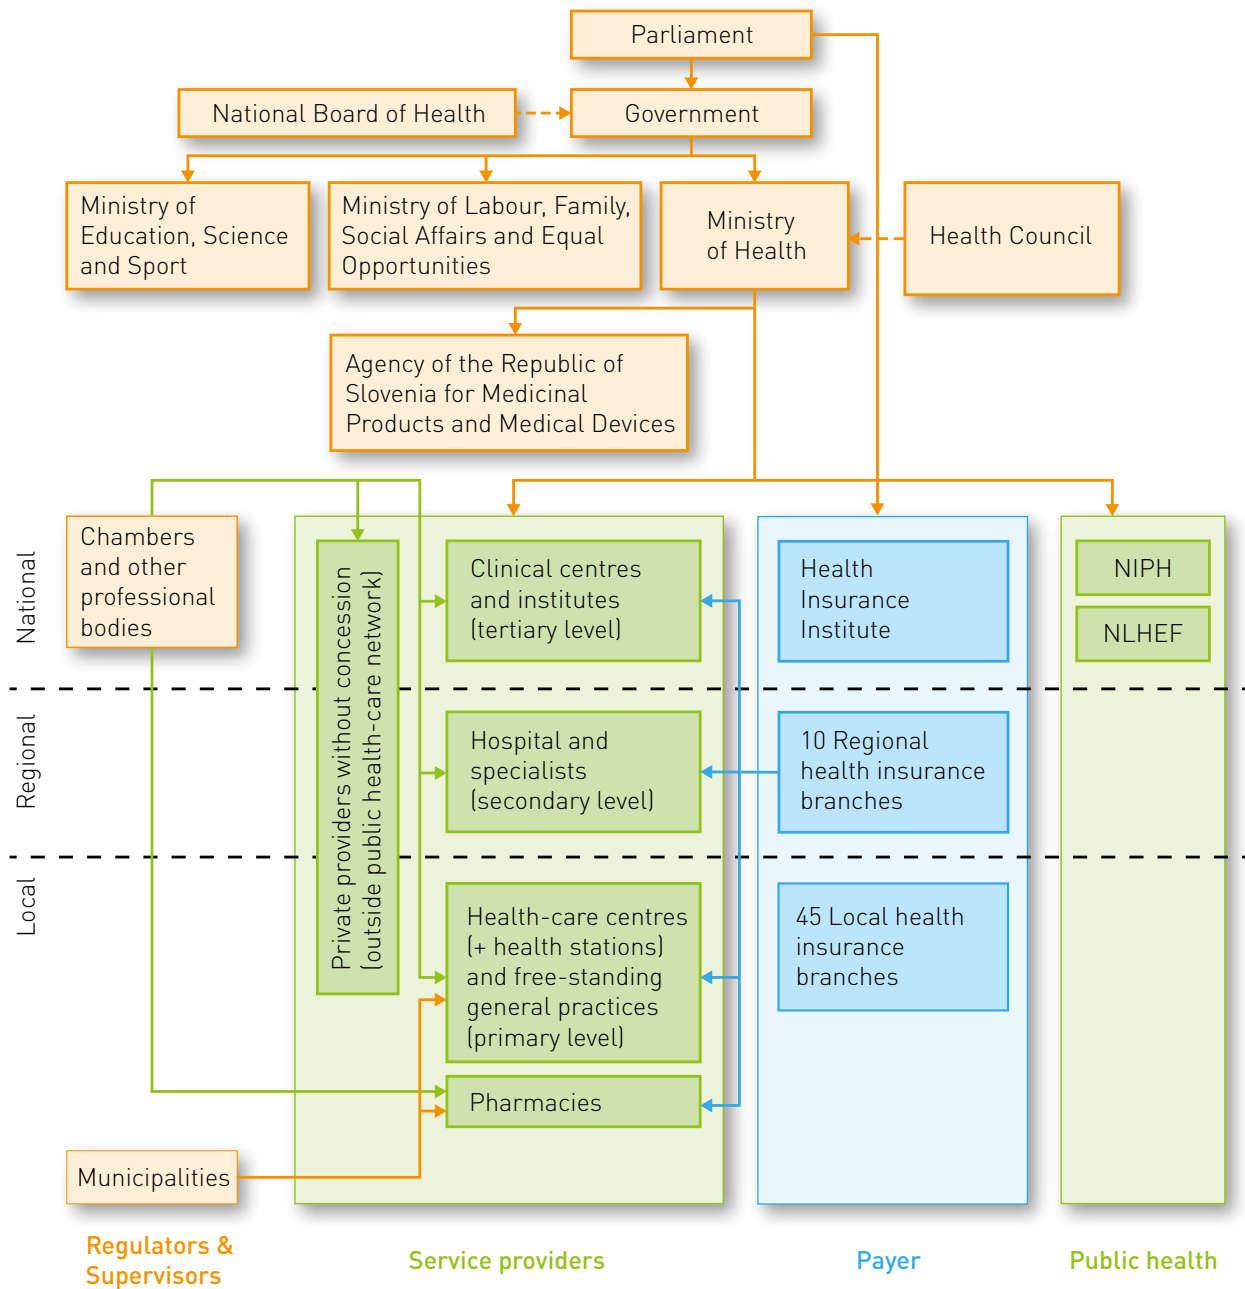 Parliament
National Board of Health
Government
Ministry of
Education, Science
and Sport
Ministry of Labour, Family,
Social Affairs and Equal
Opportunities
Ministry
of Health
Health Council
Agency of the Republic of
Slovenia for Medicinal
Products and Medical Devices
National
Chambers
and other
professional
bodies
Private providers without concession
(outside public health-care network)
Clinical centres
and institutes
(tertiary level)
Health
Insurance
Institute
NIPH
NLHEF
Regional
Hospital and
specialists
(secondary level)
10 Regional
health insurance
branches
Local
Health-care centres
(+ health stations)
and free-standing
general practices
(primary level)
45 Local health
insurance
branches
Pharmacies
Municipalities
Regulators &
Supervisors
Service providers
Payer
Public health